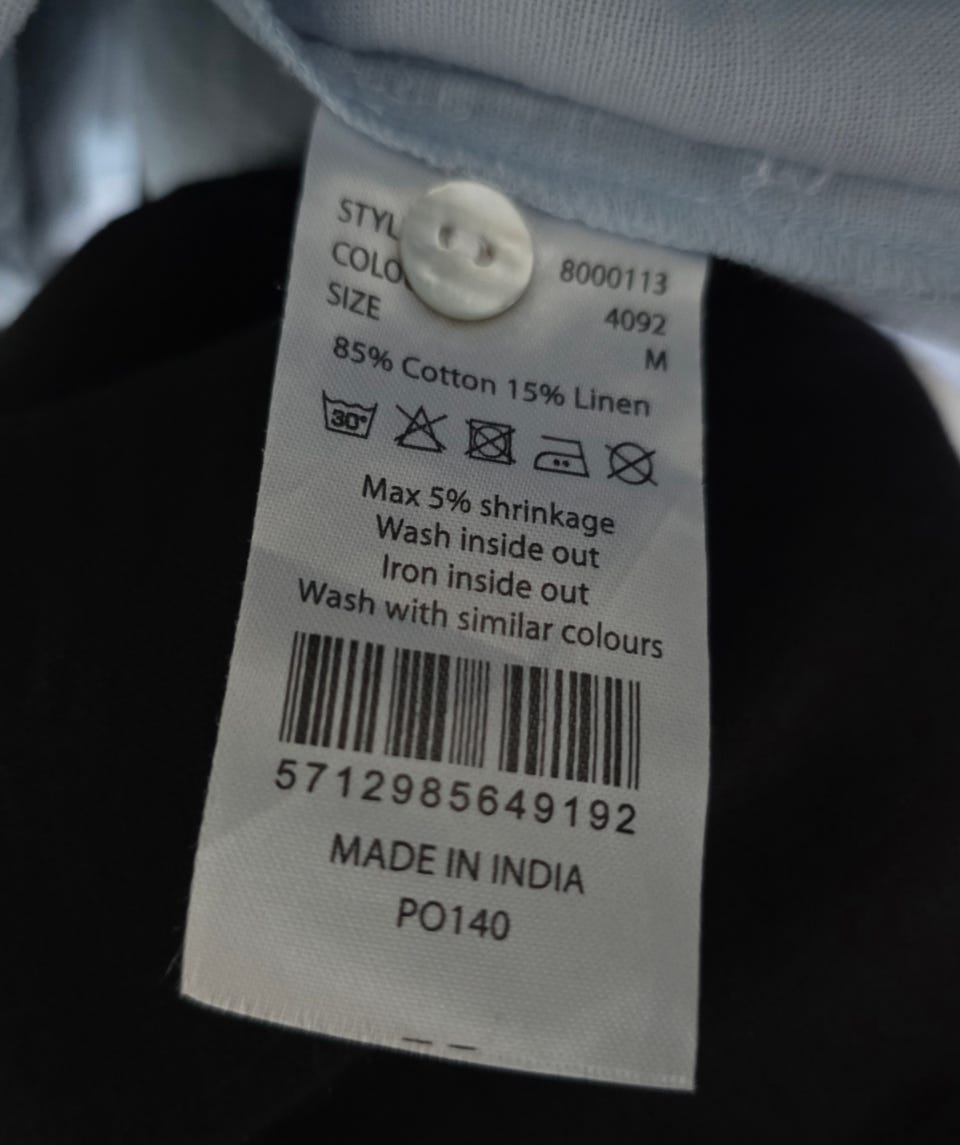 STYL 8000113
COLO 4092
SIZE M
85% Cotton 15% Linen
30°
Max 5% shrinkage
Wash inside out
Iron inside out
Wash with similar colours
5712985649192
MADE IN INDIA
PO140